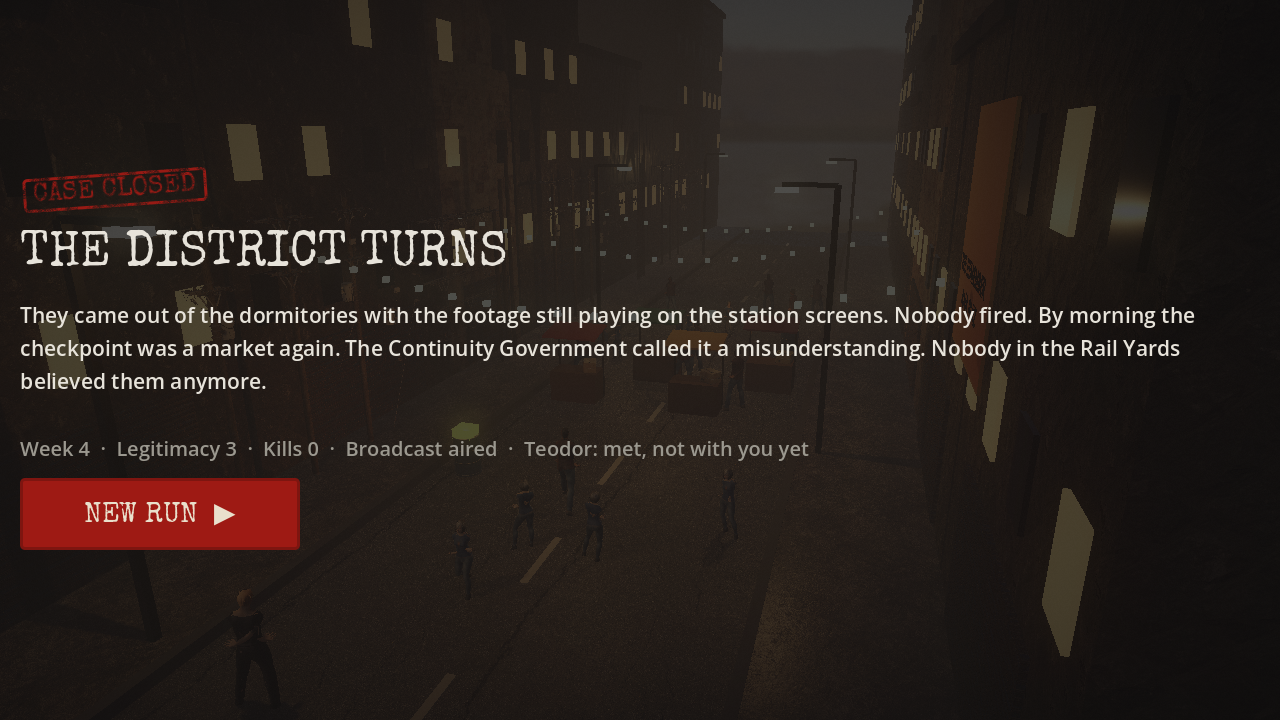 CASE CLOSED
THE DISTRICT TURNS
They came out of the dormitories with the footage still playing on the station screens. Nobody fired. By morning the
checkpoint was a market again. The Continuity Government called it a misunderstanding. Nobody in the Rail Yards
believed them anymore.
Week 4 · Legitimacy 3 · Kills 0 · Broadcast aired · Teodor: met, not with you yet
NEW RUN ▶